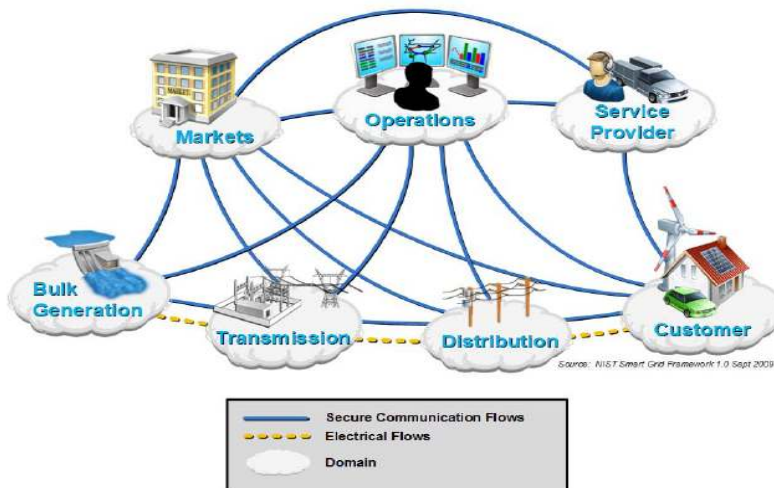 MARKET
Markets
Operations
Service
Provider
Bulk
Generation
Transmission
Distribution
Customer
Source: NIST Smart Grid Framework 1.0 Sept 2009
Secure Communication Flows
Electrical Flows
Domain